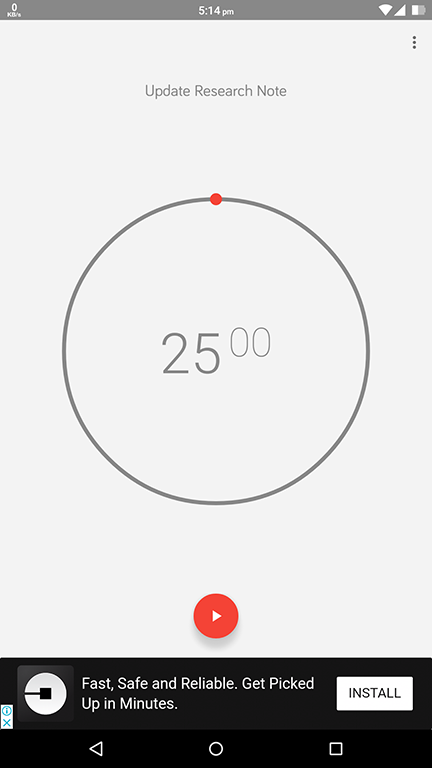 0
KB/s
5:14 pm
Update Research Note
25 00
Fast, Safe and Reliable. Get Picked
Up in Minutes.
INSTALL